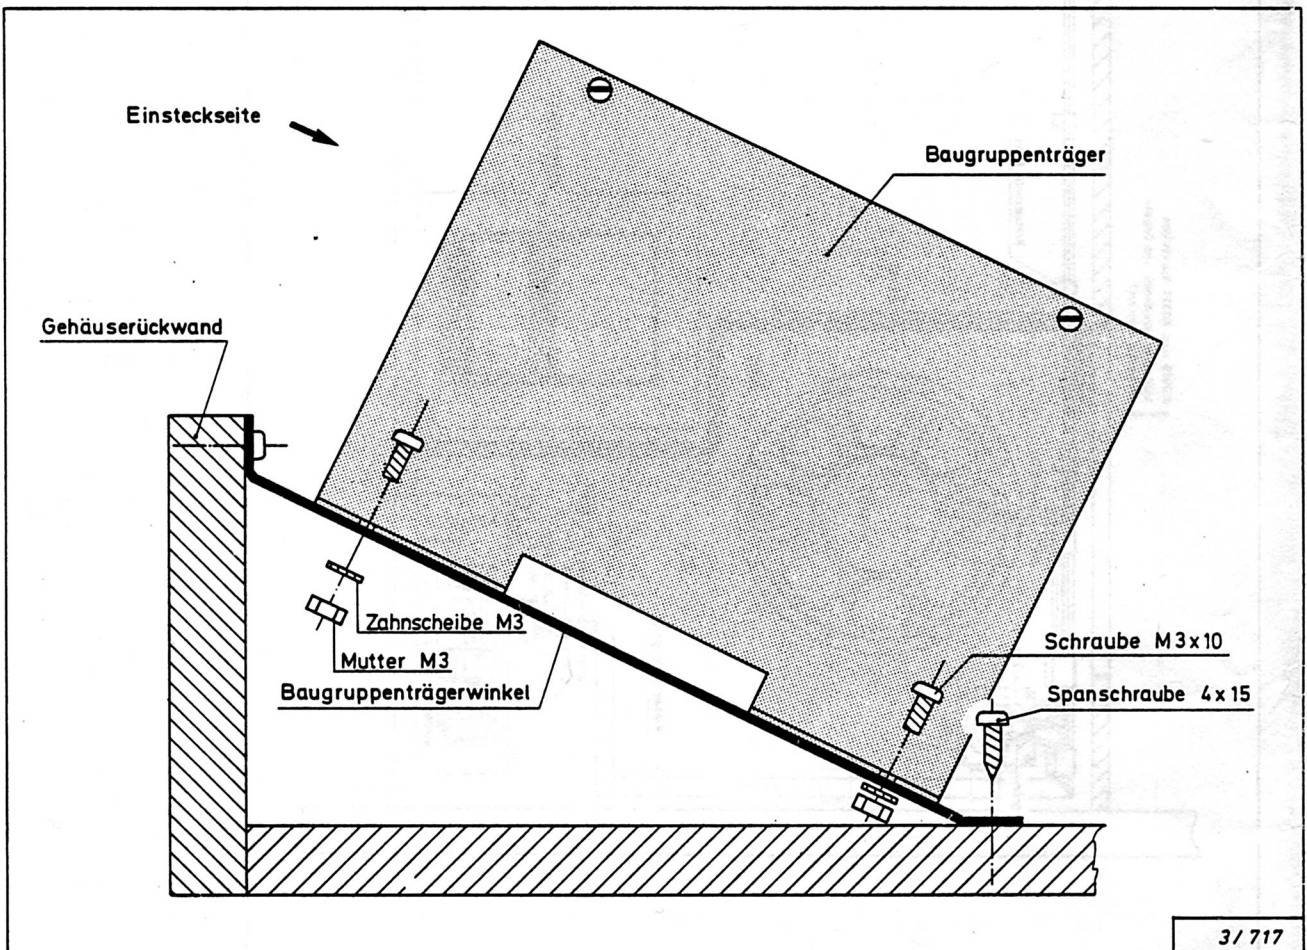 Einsteckseite
Baugruppenträger
Gehäuserückwand
Zahnscheibe M3
Mutter M3
Baugruppenträgerwinkel
Schraube M3x10
Spanschraube 4x15
3/717